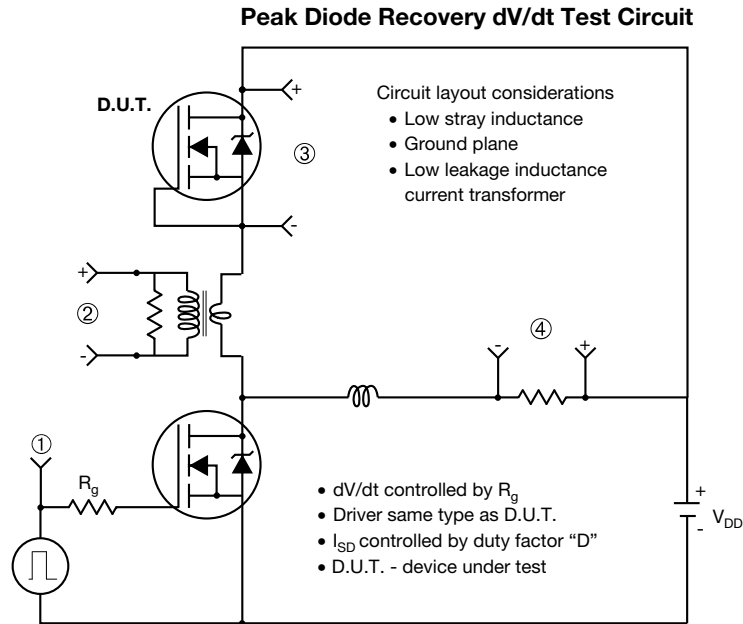 Peak Diode Recovery dV/dt Test Circuit
D.U.T.
+
-
③
Circuit layout considerations
• Low stray inductance
• Ground plane
• Low leakage inductance
current transformer
+
②
-
-
④
+
①
Rg
• dV/dt controlled by Rg
• Driver same type as D.U.T.
• ISD controlled by duty factor “D”
• D.U.T. - device under test
+
-
VDD